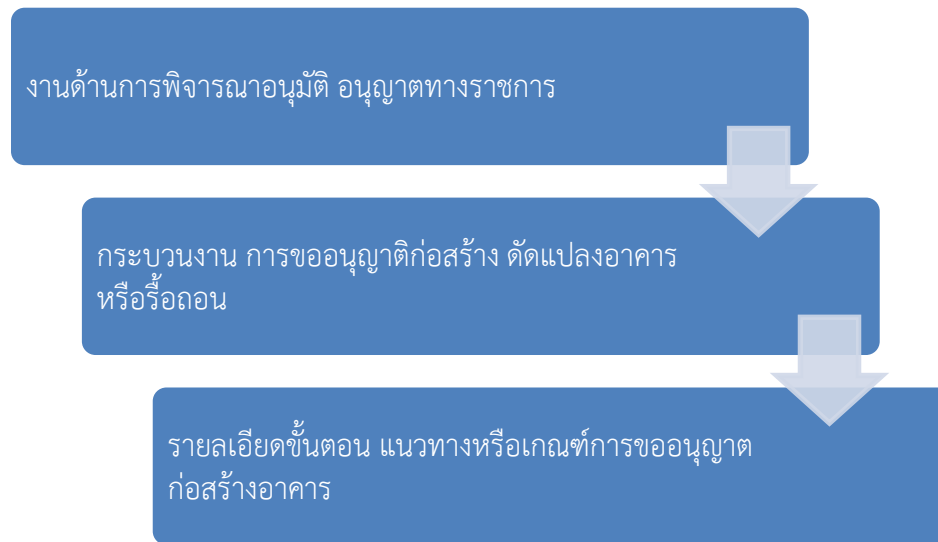 งานด้านการพิจารณาอนุมัติ อนุญาตทางราชการ
กระบวนงาน การขออนุญาติก่อสร้าง ดัดแปลงอาคาร
หรือรื้อถอน
รายลเอียดขั้นตอน แนวทางหรือเกณฑ์การขออนุญาต
ก่อสร้างอาคาร